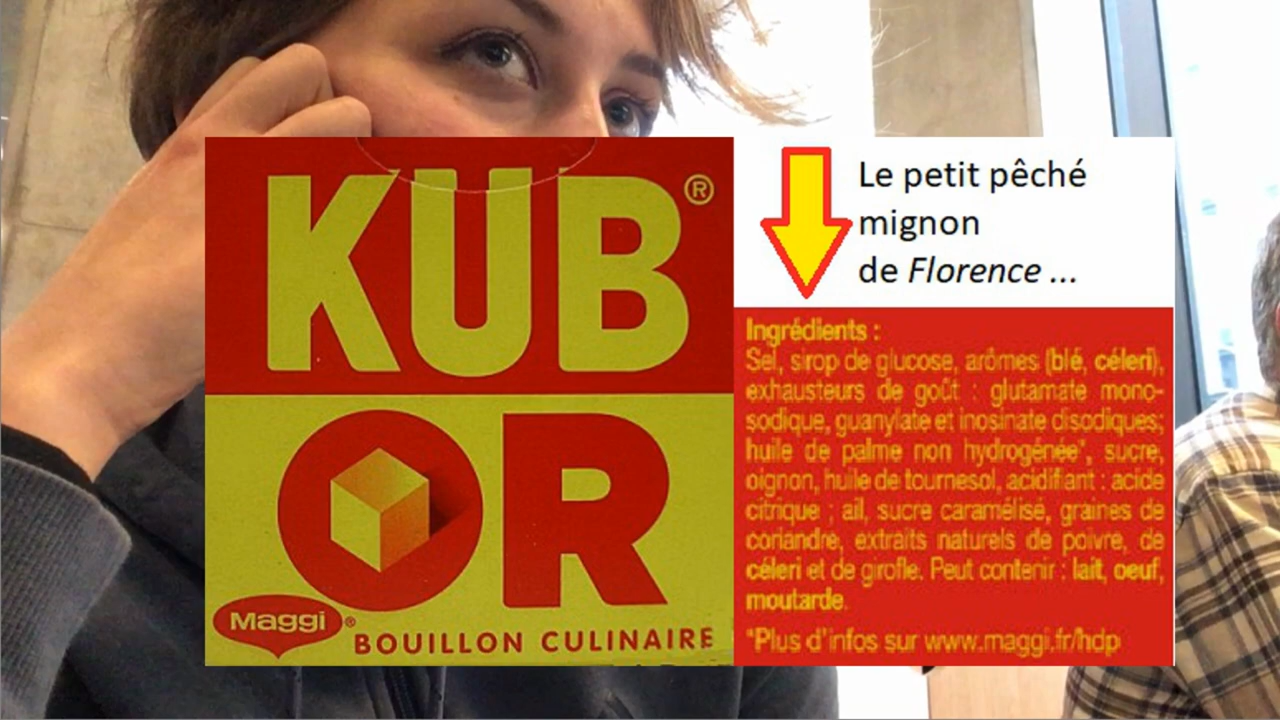 KUB®
OR
Maggi®
BOUILLON CULINAIRE
Le petit pêché
mignon
de Florence ...
Ingrédients :
Sel, sirop de glucose, arômes (blé, céleri),
exhausteurs de goût : glutamate mono-
sodique, guanylate et inosinate disodiques;
huile de palme non hydrogénée*, sucre,
oignon, huile de tournesol, acidifiant : acide
citrique ; ail, sucre caramélisé, graines de
coriandre, extraits naturels de poivre, de
céleri et de girofle. Peut contenir : lait, oeuf,
moutarde.
*Plus d'infos sur www.maggi.fr/hdp